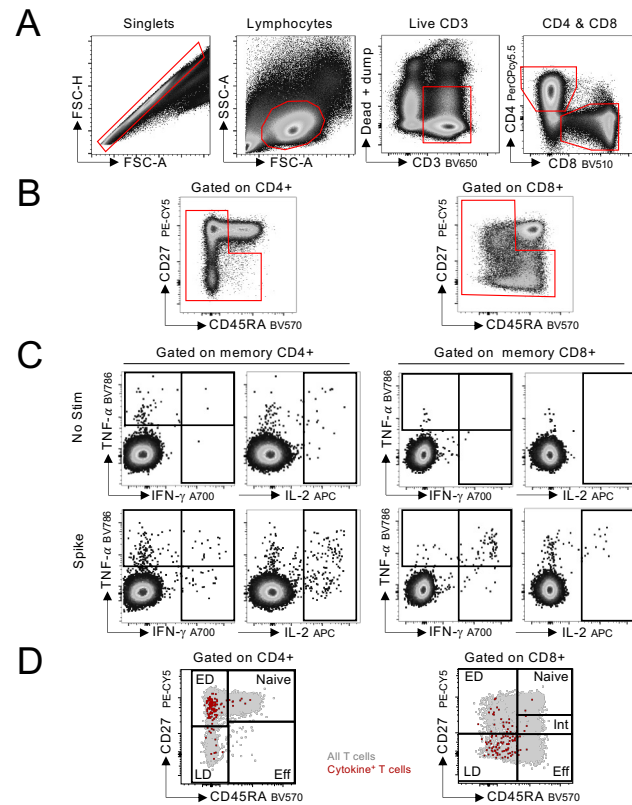 A
Singlets
Lymphocytes
Live CD3
CD4 & CD8
FSC-H
FSC-A
SSC-A
FSC-A
Dead + dump
CD3 BV650
CD4 PerCPcy5.5
CD8 BV510
B
Gated on CD4+
Gated on CD8+
CD27 PE-CY5
CD45RA BV570
CD27 PE-CY5
CD45RA BV570
C
Gated on memory CD4+
Gated on memory CD8+
No Stim
TNF-α BV786
IFN-γ A700
IL-2 APC
TNF-α BV786
IFN-γ A700
IL-2 APC
Spike
TNF-α BV786
IFN-γ A700
IL-2 APC
TNF-α BV786
IFN-γ A700
IL-2 APC
D
Gated on CD4+
Gated on CD8+
CD27 PE-CY5
ED
Naive
LD
Eff
CD45RA BV570
All T cells
Cytokine⁺ T cells
CD27 PE-CY5
ED
Naive
Int
LD
Eff
CD45RA BV570